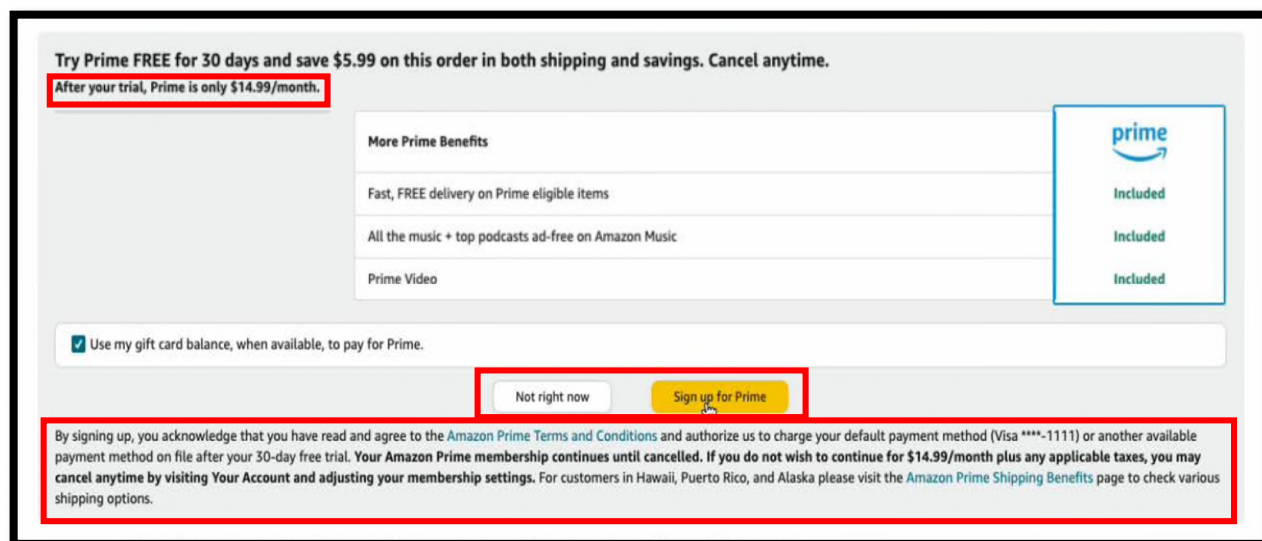 Try Prime FREE for 30 days and save $5.99 on this order in both shipping and savings. Cancel anytime.
After your trial, Prime is only $14.99/month.
More Prime Benefits
prime
Fast, FREE delivery on Prime eligible items
Included
All the music + top podcasts ad-free on Amazon Music
Included
Prime Video
Included
Use my gift card balance, when available, to pay for Prime.
Not right now
Sign up for Prime
By signing up, you acknowledge that you have read and agree to the Amazon Prime Terms and Conditions and authorize us to charge your default payment method (Visa ****-1111) or another available
payment method on file after your 30-day free trial. Your Amazon Prime membership continues until cancelled. If you do not wish to continue for $14.99/month plus any applicable taxes, you may
cancel anytime by visiting Your Account and adjusting your membership settings. For customers in Hawaii, Puerto Rico, and Alaska please visit the Amazon Prime Shipping Benefits page to check various
shipping options.